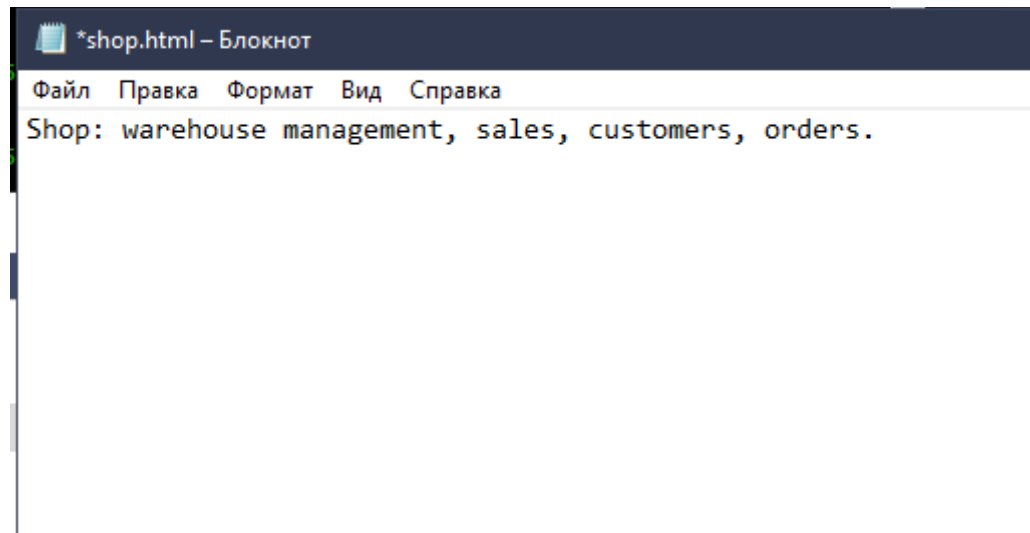 *shop.html – Блокнот
Файл Правка Формат Вид Справка
Shop: warehouse management, sales, customers, orders.